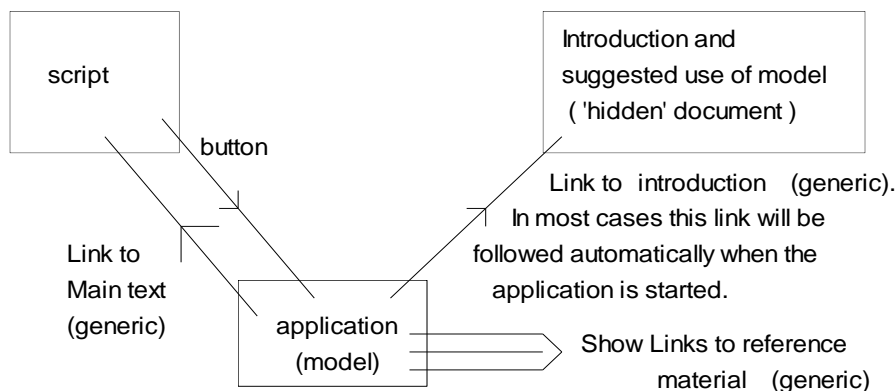 script
Introduction and
suggested use of model
( 'hidden' document )
button
Link to introduction (generic).
In most cases this link will be
followed automatically when the
application is started.
Link to
Main text
(generic)
application
(model)
Show Links to reference
material (generic)